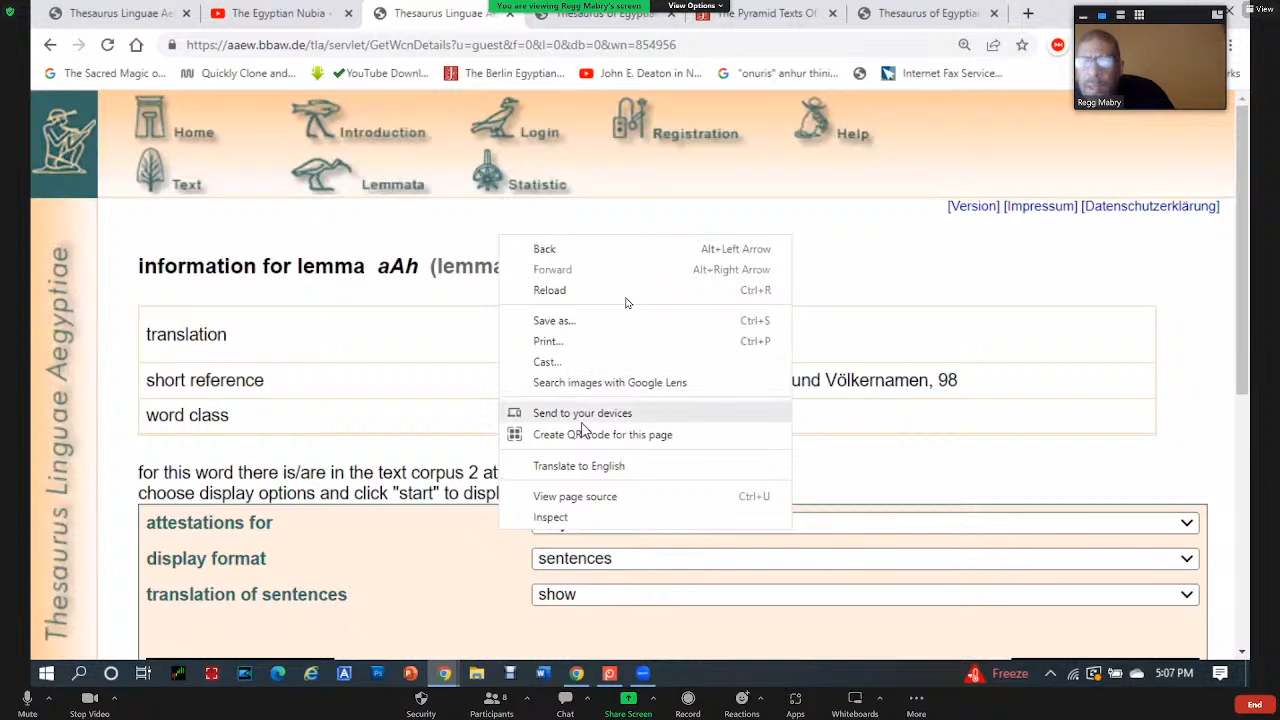 Thesaurus Linguae Ae
The Egyptian Nubia -
Thesaurus Linguae A
You are viewing Regg Mabry's screen
View Options
The Pyramid Texts Of
Thesaurus of Egyptia
View
https://aaew.bbaw.de/tla/servlet/GetWcnDetails?u=guest&f=0&l=0&db=0&wn=854956
The Sacred Magic o...
Quickly Clone and...
YouTube Downl...
The Berlin Egyptian...
John E. Deaton in N...
"onuris" anhur thini...
Internet Fax Service...
rks
Regg Mabry
Home
Introduction
Login
Registration
Help
Text
Lemmata
Statistic
[Version] [Impressum] [Datenschutzerklärung]
Thesaurus Linguae Aegyptiae
information for lemma aAh (lemma
translation
short reference
und Völkernamen, 98
word class
for this word there is/are in the text corpus 2 at
choose display options and click "start" to displ
attestations for
display format
sentences
translation of sentences
show
Back Alt+Left Arrow
Forward Alt+Right Arrow
Reload Ctrl+R
Save as... Ctrl+S
Print... Ctrl+P
Cast...
Search images with Google Lens
Send to your devices
Create QR code for this page
Translate to English
View page source Ctrl+U
Inspect
Freeze
5:07 PM
Mute
Stop Video
Security
Participants
8
Chat
Share Screen
Record
Reactions
Apps
Whiteboards
More
End